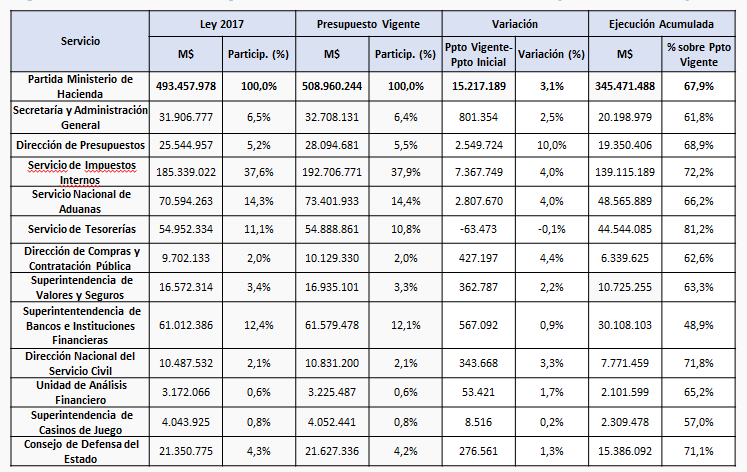 Servicio Ley 2017 Presupuesto Vigente Variación Ejecución Acumulada
M$ Particip. (%) M$ Particip. (%) Ppto Vigente- Ppto Inicial Variación (%) M$ % sobre Ppto Vigente
Partida Ministerio de Hacienda 493.457.978 100,0% 508.960.244 100,0% 15.217.189 3,1% 345.471.488 67,9%
Secretaría y Administración General 31.906.777 6,5% 32.708.131 6,4% 801.354 2,5% 20.198.979 61,8%
Dirección de Presupuestos 25.544.957 5,2% 28.094.681 5,5% 2.549.724 10,0% 19.350.406 68,9%
Servicio de Impuestos Internos 185.339.022 37,6% 192.706.771 37,9% 7.367.749 4,0% 139.115.189 72,2%
Servicio Nacional de Aduanas 70.594.263 14,3% 73.401.933 14,4% 2.807.670 4,0% 48.565.889 66,2%
Servicio de Tesorerías 54.952.334 11,1% 54.888.861 10,8% -63.473 -0,1% 44.544.085 81,2%
Dirección de Compras y Contratación Pública 9.702.133 2,0% 10.129.330 2,0% 427.197 4,4% 6.339.625 62,6%
Superintendencia de Valores y Seguros 16.572.314 3,4% 16.935.101 3,3% 362.787 2,2% 10.725.255 63,3%
Superintentendencia de Bancos e Instituciones Financieras 61.012.386 12,4% 61.579.478 12,1% 567.092 0,9% 30.108.103 48,9%
Dirección Nacional del Servicio Civil 10.487.532 2,1% 10.831.200 2,1% 343.668 3,3% 7.771.459 71,8%
Unidad de Análisis Financiero 3.172.066 0,6% 3.225.487 0,6% 53.421 1,7% 2.101.599 65,2%
Superintendencia de Casinos de Juego 4.043.925 0,8% 4.052.441 0,8% 8.516 0,2% 2.309.478 57,0%
Consejo de Defensa del Estado 21.350.775 4,3% 21.627.336 4,2% 276.561 1,3% 15.386.092 71,1%